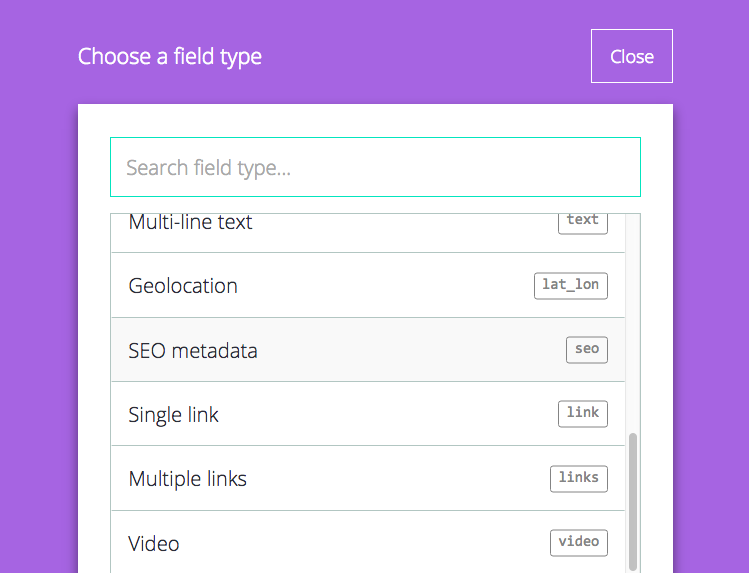 Choose a field type
Close
Search field type...
Multi-line text text
Geolocation lat_lon
SEO metadata seo
Single link link
Multiple links links
Video video